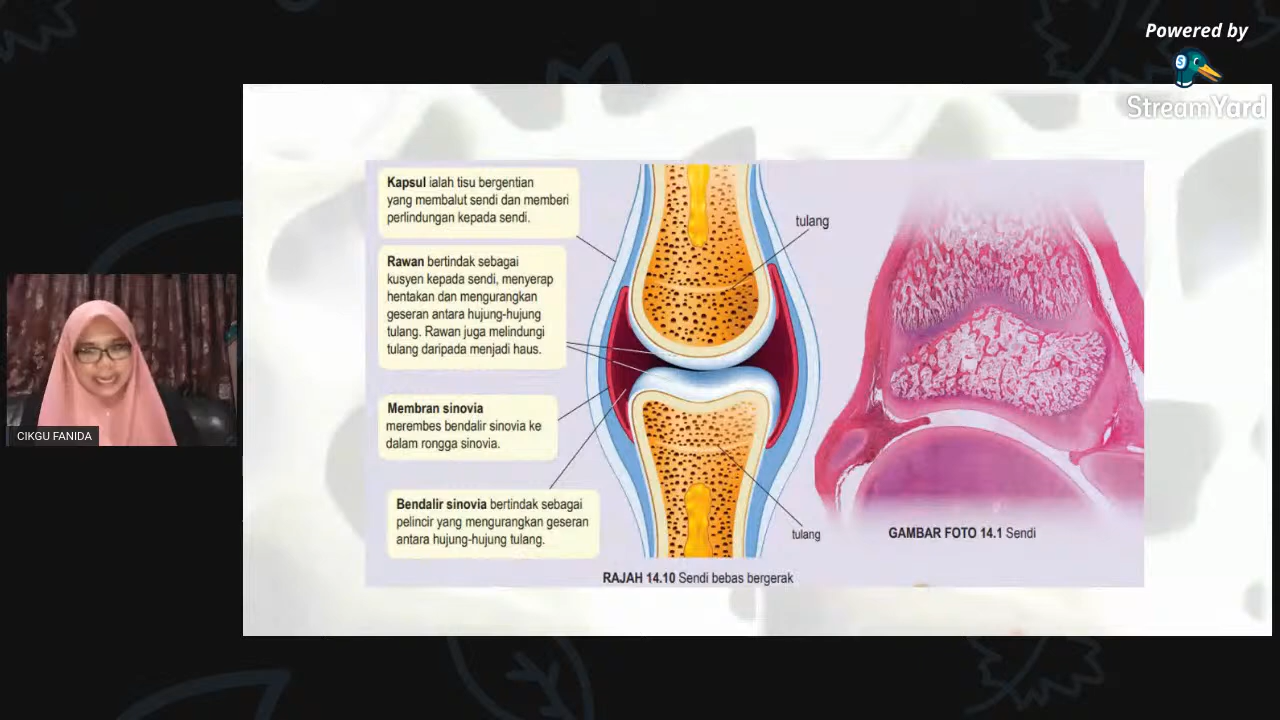 Powered by
StreamYard
Kapsul ialah tisu bergentian
yang membalut sendi dan memberi
perlindungan kepada sendi.
Rawan bertindak sebagai
kusyen kepada sendi, menyerap
hentakan dan mengurangkan
geseran antara hujung-hujung
tulang. Rawan juga melindungi
tulang daripada menjadi haus.
Membran sinovia
merembes bendalir sinovia ke
dalam rongga sinovia.
Bendalir sinovia bertindak sebagai
pelincir yang mengurangkan geseran
antara hujung-hujung tulang.
tulang
tulang
RAJAH 14.10 Sendi bebas bergerak
GAMBAR FOTO 14.1 Sendi
CIKGU FANIDA